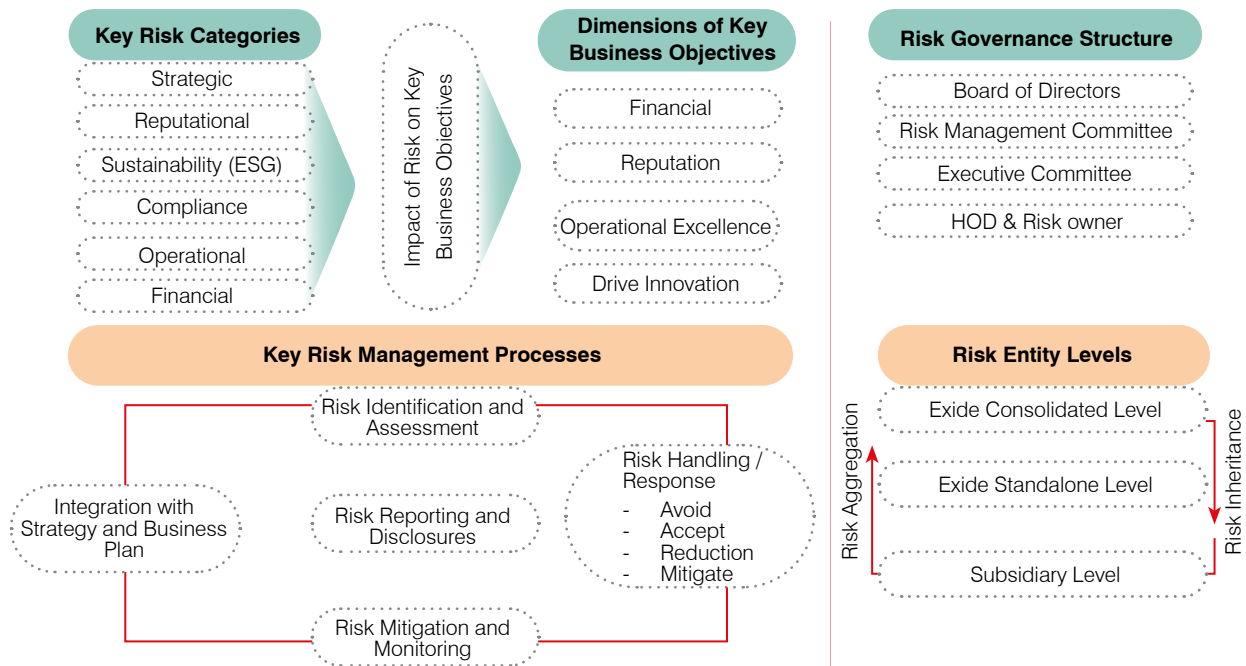 Key Risk Categories
Strategic
Reputational
Sustainability (ESG)
Compliance
Operational
Financial
Impact of Risk on Key
Business Obiectives
Dimensions of Key
Business Objectives
Financial
Reputation
Operational Excellence
Drive Innovation
Risk Governance Structure
Board of Directors
Risk Management Committee
Executive Committee
HOD & Risk owner
Key Risk Management Processes
Risk Identification and
Assessment
Integration with
Strategy and Business
Plan
Risk Reporting and
Disclosures
Risk Handling /
Response
- Avoid
- Accept
- Reduction
- Mitigate
Risk Mitigation and
Monitoring
Risk Entity Levels
Risk Aggregation
Exide Consolidated Level
Exide Standalone Level
Subsidiary Level
Risk Inheritance